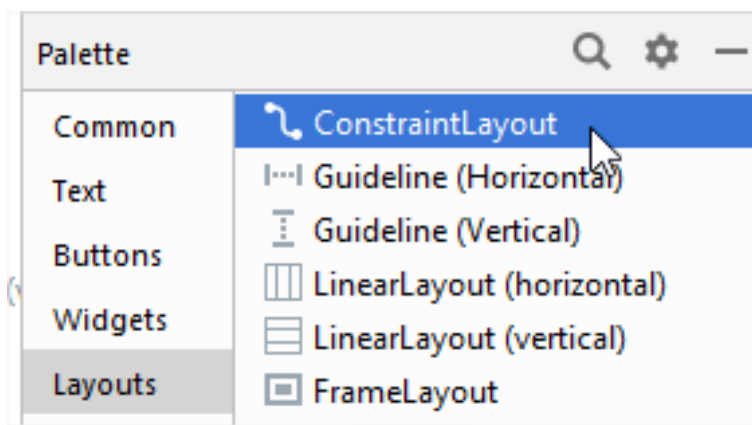 Palette
Common
Text
Buttons
Widgets
Layouts
ConstraintLayout
Guideline (Horizontal)
Guideline (Vertical)
LinearLayout (horizontal)
LinearLayout (vertical)
FrameLayout